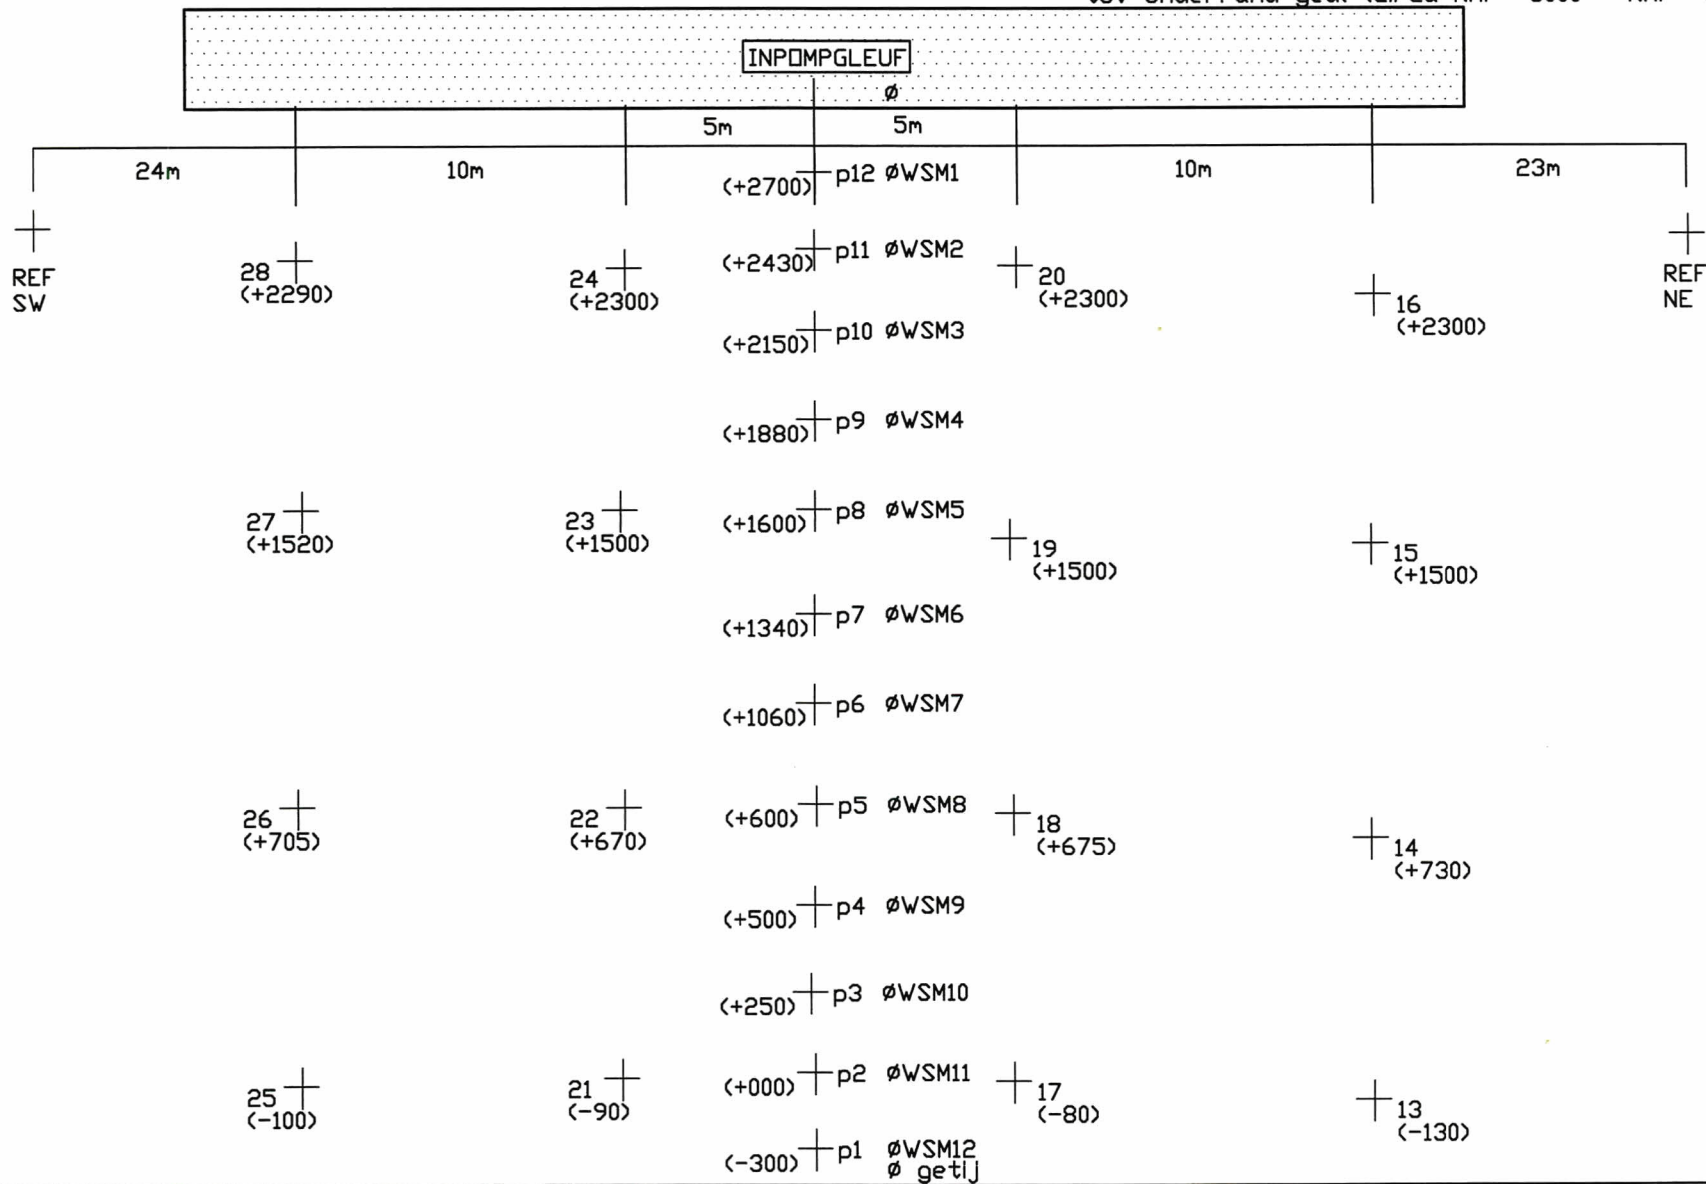 INPOMPGLEUF
ø
5m 5m
24m 10m 10m 23m
(+2700) p12 øWSM1
REF SW
28 (+2290)
24 (+2300)
(+2430) p11 øWSM2
20 (+2300)
16 (+2300)
REF NE
(+2150) p10 øWSM3
(+1880) p9 øWSM4
27 (+1520)
23 (+1500)
(+1600) p8 øWSM5
19 (+1500)
15 (+1500)
(+1340) p7 øWSM6
(+1060) p6 øWSM7
26 (+705)
22 (+670)
(+600) p5 øWSM8
18 (+675)
14 (+730)
(+500) p4 øWSM9
(+250) p3 øWSM10
25 (-100)
21 (-90)
(+000) p2 øWSM11
17 (-80)
13 (-130)
(-300) p1 øWSM12
ø getij